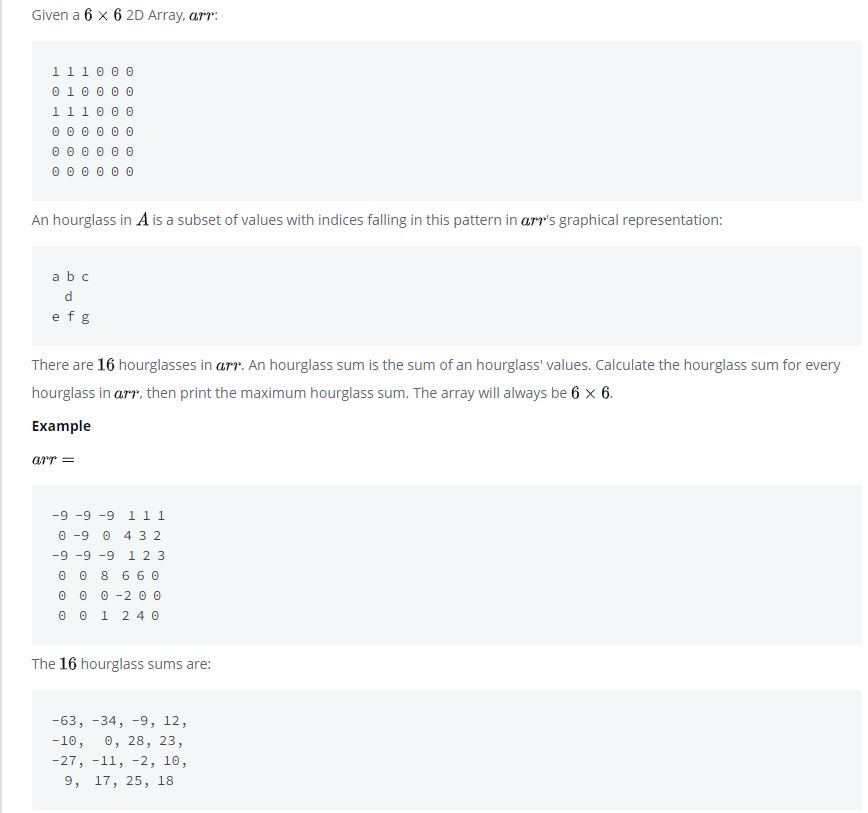 Given a 6 × 6 2D Array, arr:
1 1 1 0 0 0
0 1 0 0 0 0
1 1 1 0 0 0
0 0 0 0 0 0
0 0 0 0 0 0
0 0 0 0 0 0
An hourglass in A is a subset of values with indices falling in this pattern in arr's graphical representation:
a b c
  d
e f g
There are 16 hourglasses in arr. An hourglass sum is the sum of an hourglass' values. Calculate the hourglass sum for every
hourglass in arr, then print the maximum hourglass sum. The array will always be 6 × 6.
Example
arr =
-9 -9 -9  1 1 1
 0 -9  0  4 3 2
-9 -9 -9  1 2 3
 0  0  8  6 6 0
 0  0  0 -2 0 0
 0  0  1  2 4 0
The 16 hourglass sums are:
-63, -34, -9, 12,
-10,   0, 28, 23,
-27, -11, -2, 10,
  9,  17, 25, 18